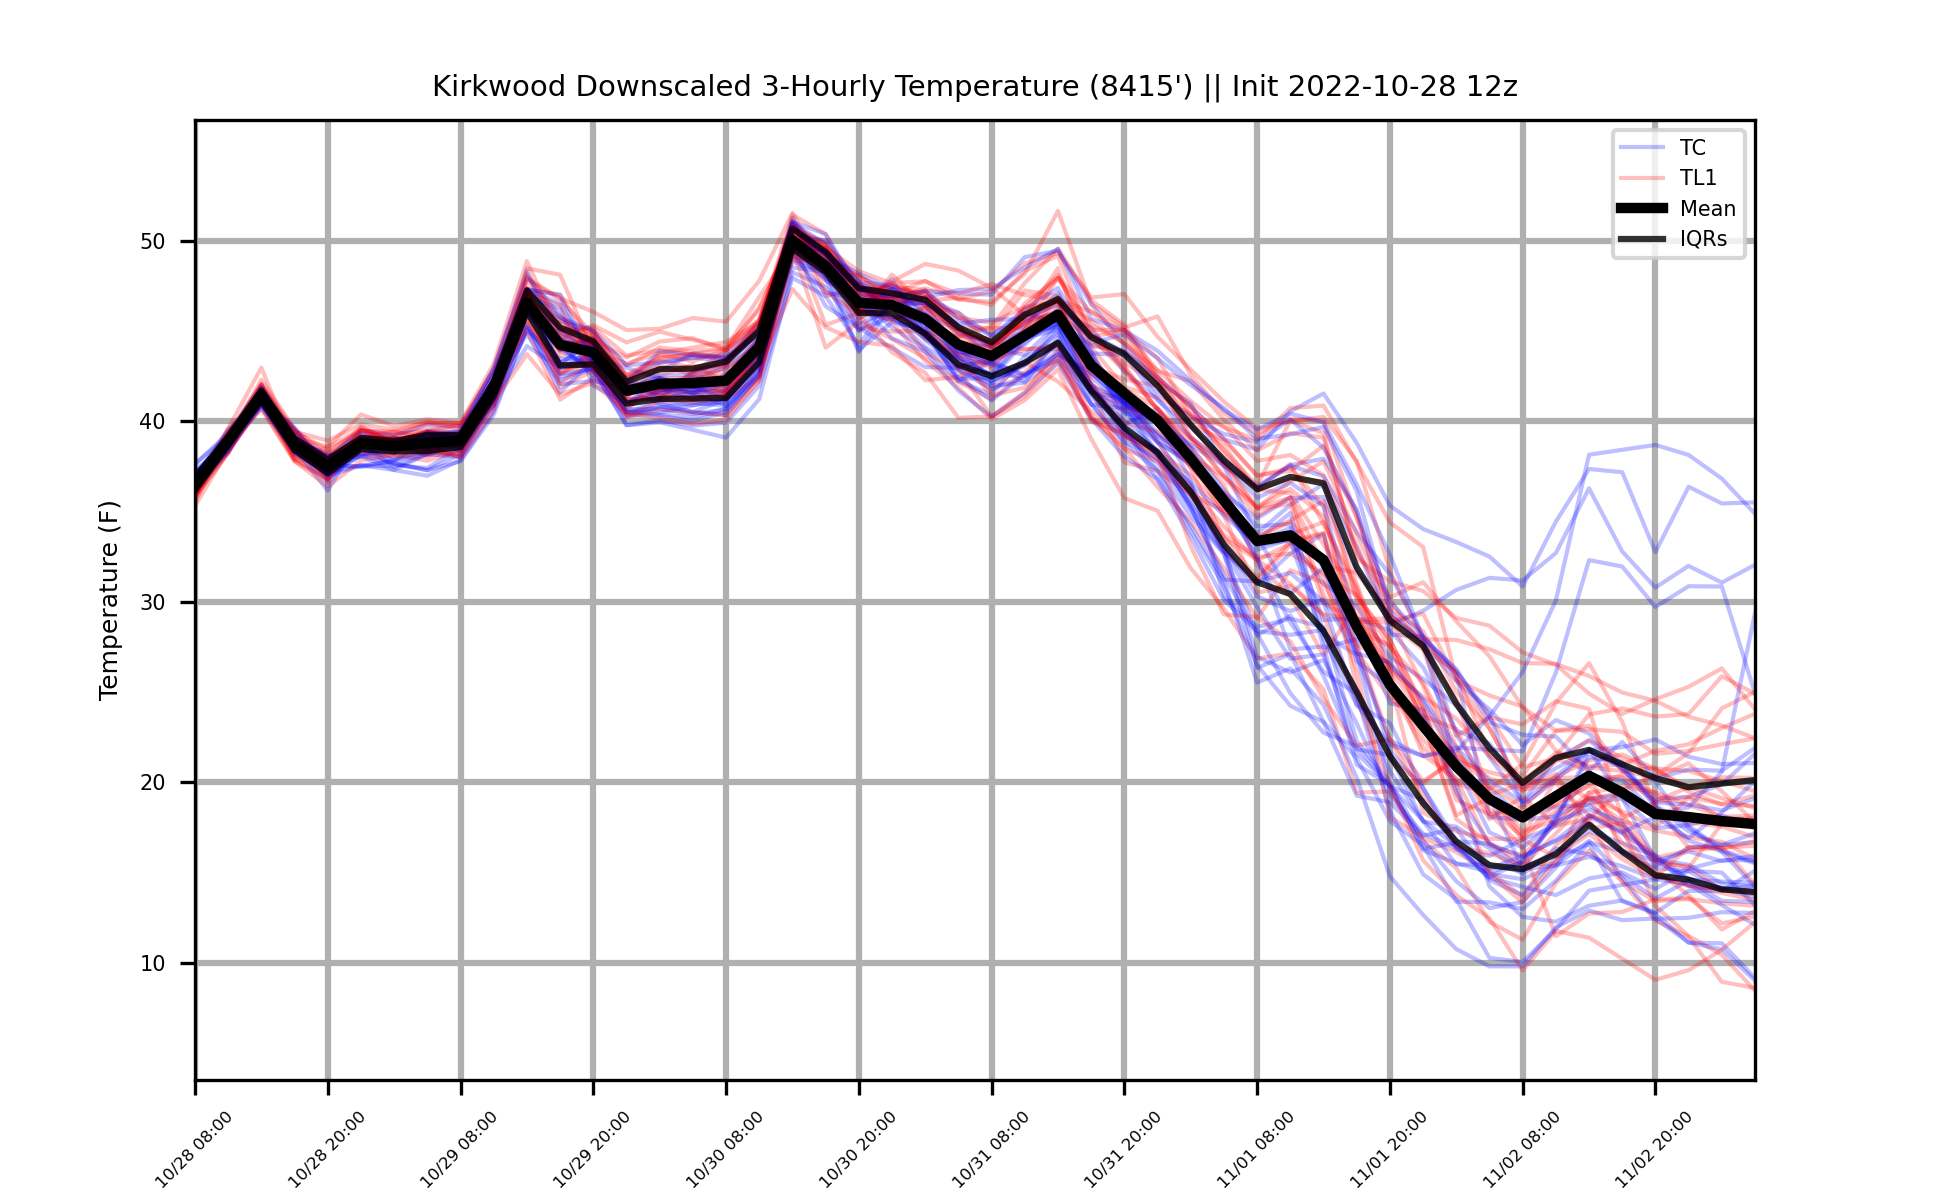 Kirkwood Downscaled 3-Hourly Temperature (8415') || Init 2022-10-28 12z
TC
TL1
Mean
IQRs
Temperature (F)
50
40
30
20
10
10/28 08:00
10/28 20:00
10/29 08:00
10/29 20:00
10/30 08:00
10/30 20:00
10/31 08:00
10/31 20:00
11/01 08:00
11/01 20:00
11/02 08:00
11/02 20:00